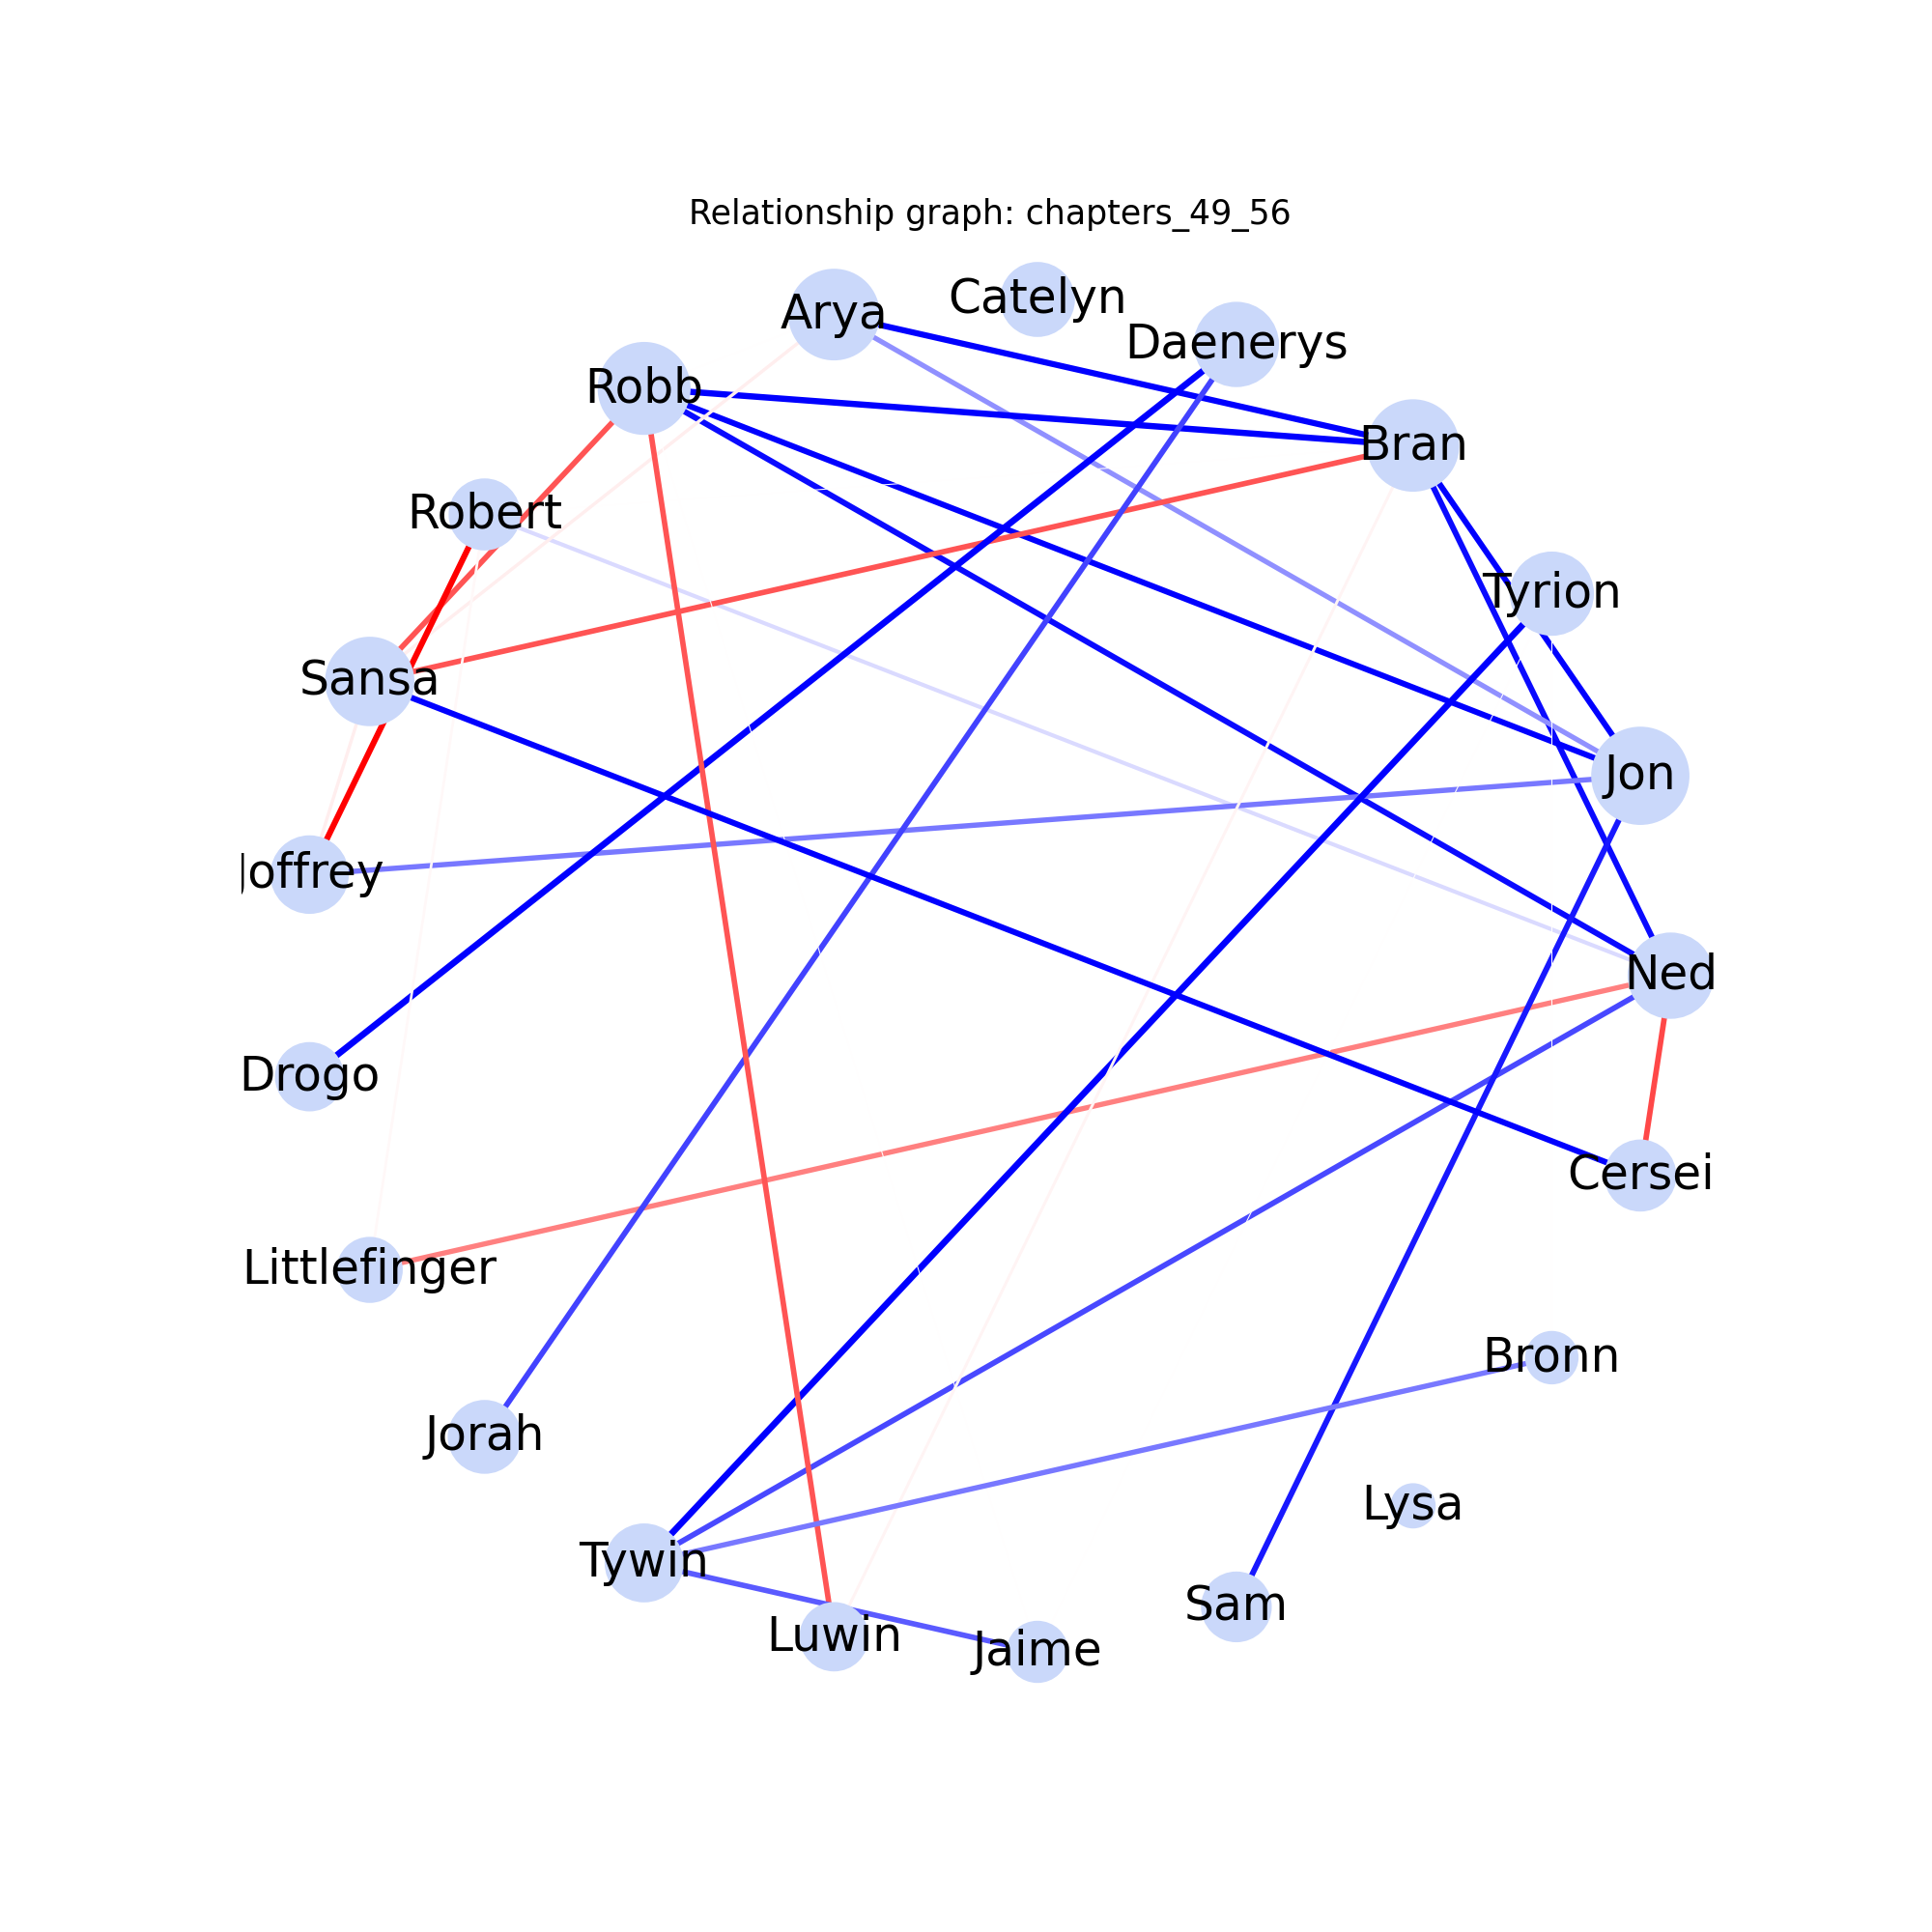 Relationship graph: chapters_49_56
Catelyn
Arya
Daenerys
Robb
Bran
Robert
Tyrion
Sansa
Jon
Joffrey
Ned
Drogo
Cersei
Littlefinger
Bronn
Jorah
Lysa
Tywin
Sam
Luwin
Jaime